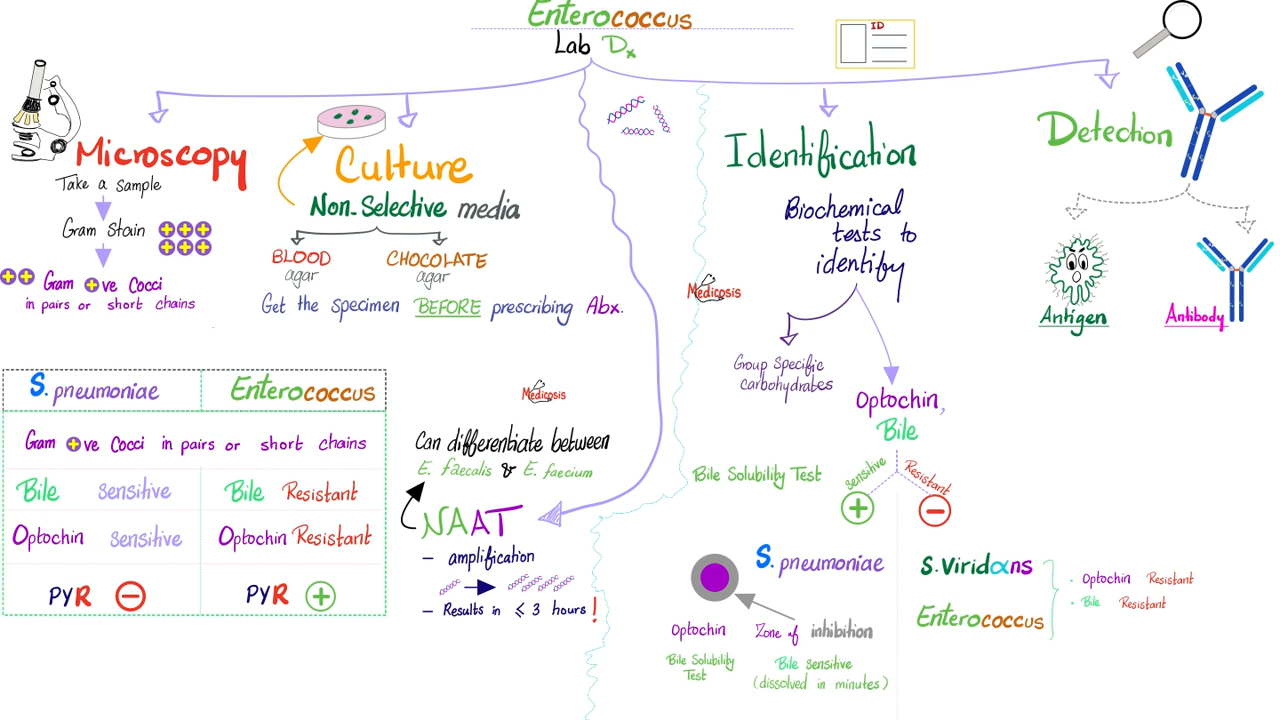 Enterococcus
Lab Dx
ID
Microscopy
Take a sample
Gram Stain
Gram +ve Cocci
in pairs or short chains
Culture
Non-Selective media
BLOOD
agar
CHOCOLATE
agar
Get the specimen BEFORE prescribing Abx.
Identification
Biochemical
tests to
identify
Group Specific
carbohydrates
Optochin,
Bile
Bile Solubility Test
Sensitive
Resistant
+
−
Detection
Antigen
Antibody
Medicosis
S. pneumoniae
Enterococcus
Gram +ve Cocci in pairs or short chains
Bile Sensitive
Bile Resistant
Optochin Sensitive
Optochin Resistant
PYR −
PYR +
Medicosis
Can differentiate between
E. faecalis & E. faecium
NAAT
– amplification
– Results in ≤ 3 hours!
S. pneumoniae
Optochin
Zone of inhibition
Bile Solubility
Test
Bile sensitive
(dissolved in minutes)
S. Viridans
Enterococcus
• Optochin Resistant
• Bile Resistant